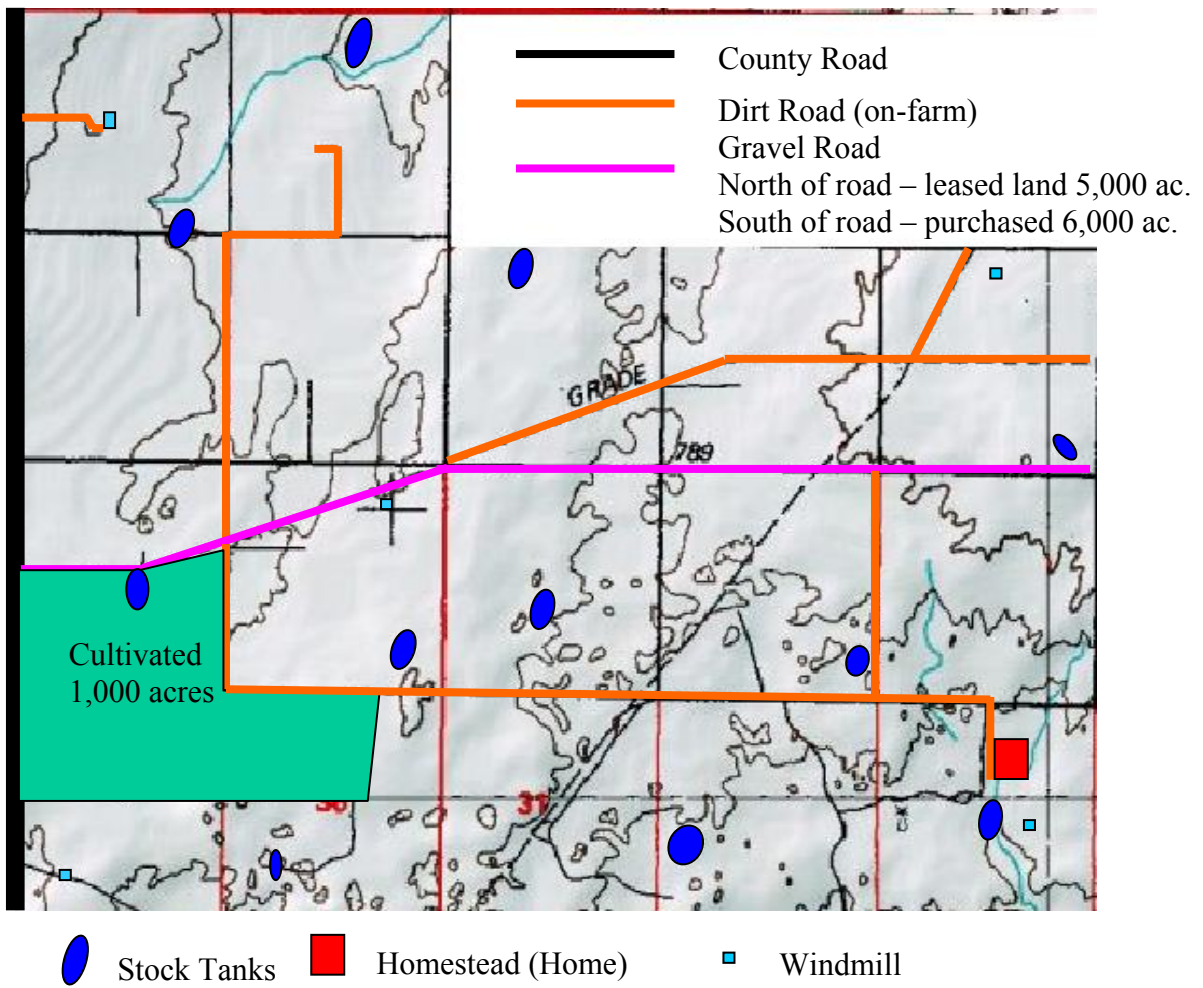 County Road
Dirt Road (on-farm)
Gravel Road
North of road – leased land 5,000 ac.
South of road – purchased 6,000 ac.
GRADE
789
Cultivated
1,000 acres
31
Stock Tanks
Homestead (Home)
Windmill